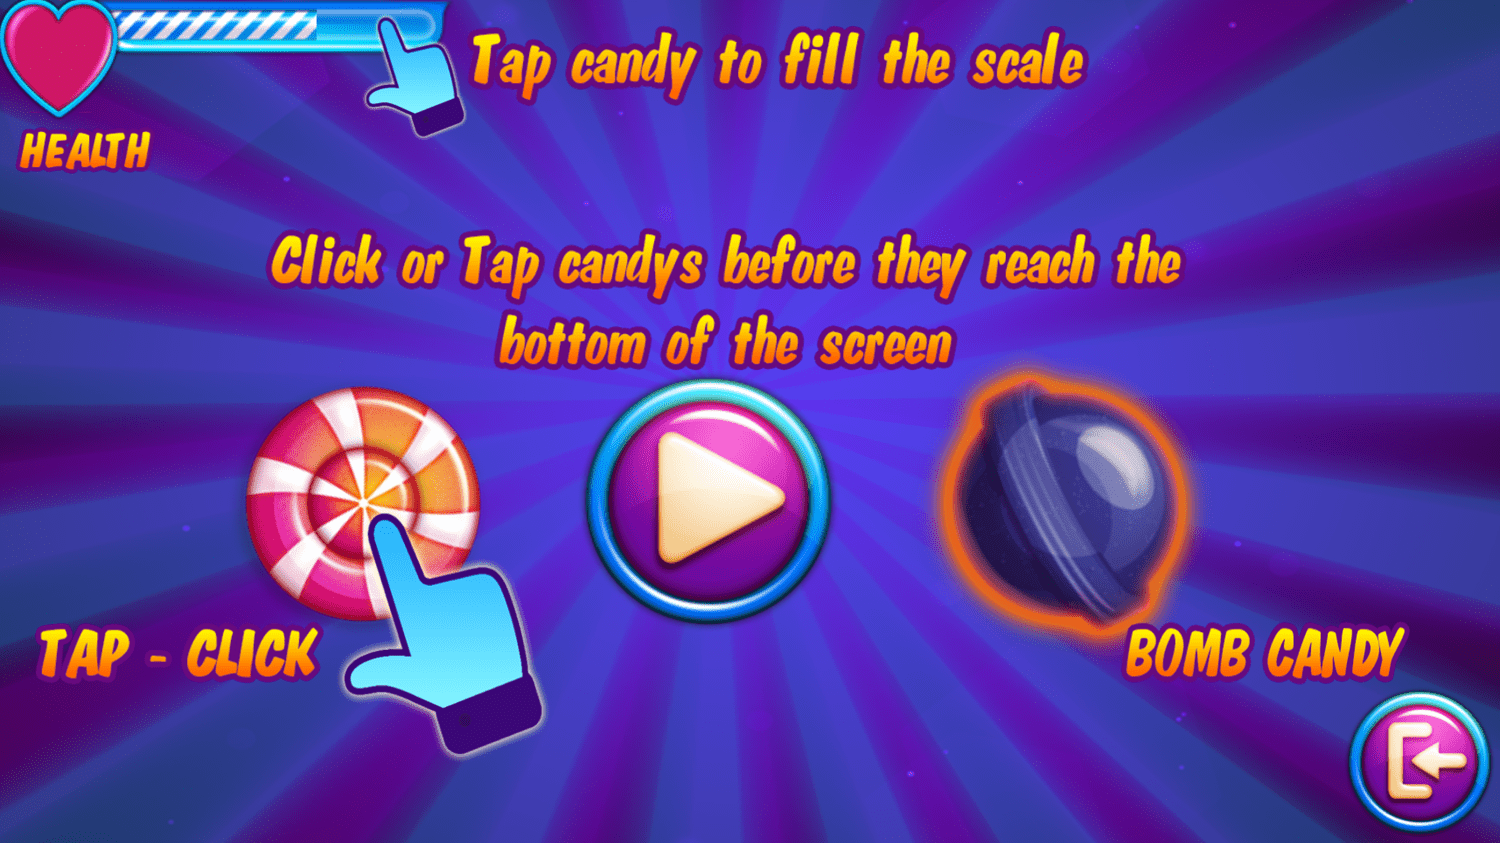 Tap candy to fill the scale
HEALTH
Click or Tap candys before they reach the
bottom of the screen
TAP - CLICK
BOMB CANDY